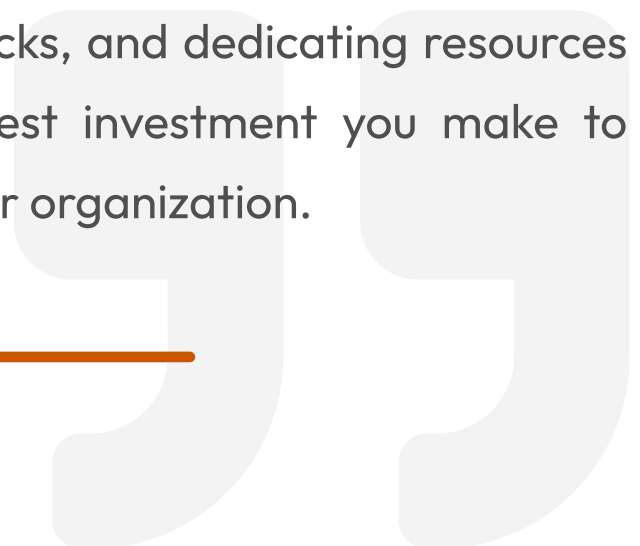 cks, and dedicating resources
est investment you make to
r organization.